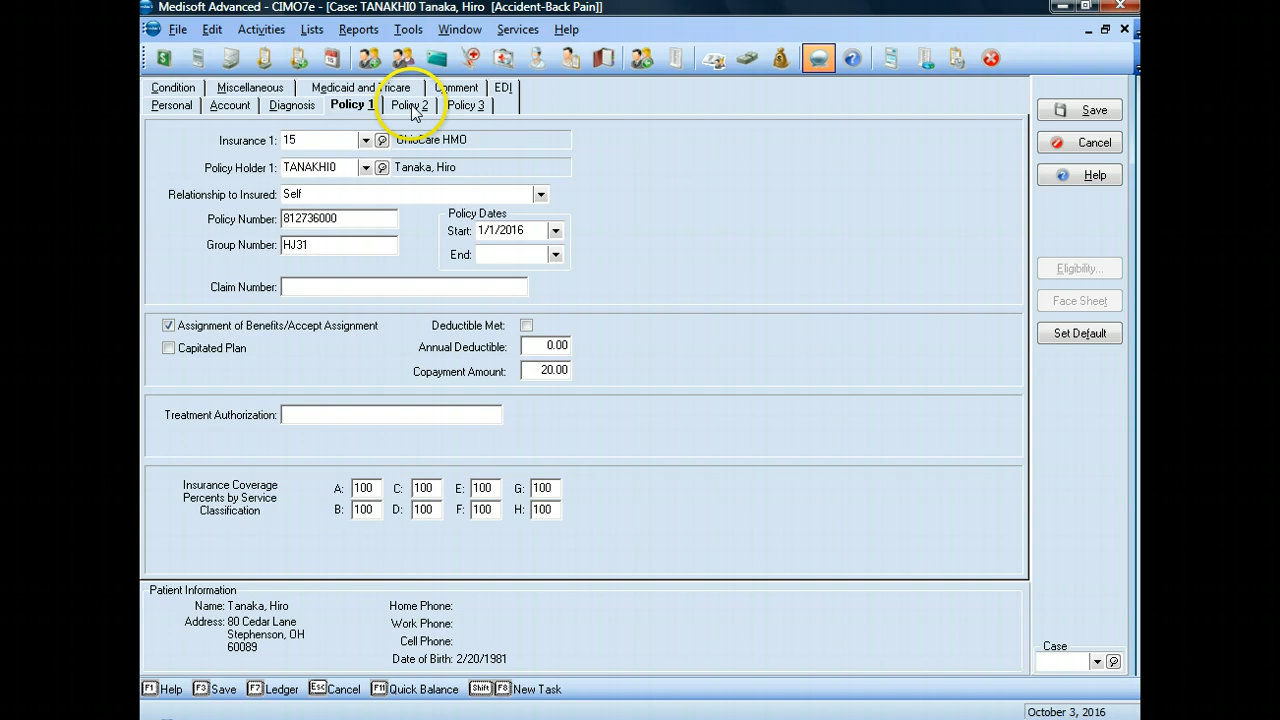 Medisoft Advanced - CIMO7e - [Case: TANAKHI0 Tanaka, Hiro [Accident-Back Pain]]
File Edit Activities Lists Reports Tools Window Services Help
Condition Miscellaneous Medicaid and Tricare Comment EDI
Personal Account Diagnosis Policy 1 Policy 2 Policy 3
Save
Cancel
Help
Eligibility...
Face Sheet
Set Default
Insurance 1: 15 OhioCare HMO
Policy Holder 1: TANAKHI0 Tanaka, Hiro
Relationship to Insured: Self
Policy Number: 812736000
Group Number: HJ31
Policy Dates
Start: 1/1/2016
End:
Claim Number:
Assignment of Benefits/Accept Assignment
Capitated Plan
Deductible Met:
Annual Deductible: 0.00
Copayment Amount: 20.00
Treatment Authorization:
Insurance Coverage
Percents by Service
Classification
A: 100 C: 100 E: 100 G: 100
B: 100 D: 100 F: 100 H: 100
Patient Information
Name: Tanaka, Hiro
Address: 80 Cedar Lane
Stephenson, OH
60089
Home Phone:
Work Phone:
Cell Phone:
Date of Birth: 2/20/1981
Case
F1 Help F3 Save F7 Ledger Esc Cancel F11 Quick Balance Shift F8 New Task
October 3, 2016